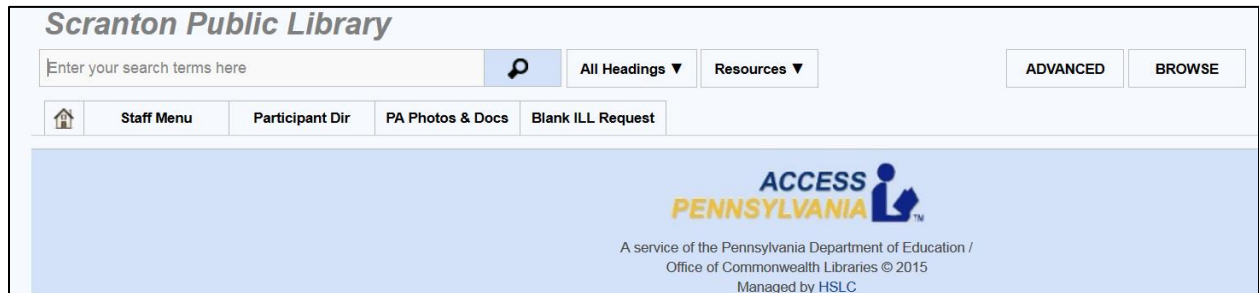 Scranton Public Library
Enter your search terms here
All Headings ▼
Resources ▼
ADVANCED
BROWSE
Staff Menu
Participant Dir
PA Photos & Docs
Blank ILL Request
ACCESS
PENNSYLVANIA
TM
A service of the Pennsylvania Department of Education /
Office of Commonwealth Libraries © 2015
Managed by HSLC